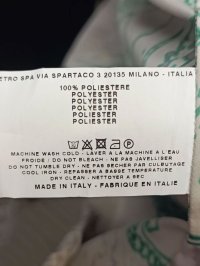 ETRO SPA VIA SPARTACO 3 20135 MILANO - ITALIA
100% POLIESTERE
POLYESTER
POLYESTER
POLYESTER
POLIESTER
POLIESTER
MACHINE WASH COLD - LAVER A LA MACHINE A L'EAU
FROIDE / DO NOT BLEACH - NE PAS JAVELLISER
DO NOT TUMBLE DRY - NE PAS SECHER PAR CULBUTAGE
COOL IRON - REPASSER A BASSE TEMPERATURE
DRY CLEAN - NETTOYER A SEC
MADE IN ITALY - FABRIQUE EN ITALIE